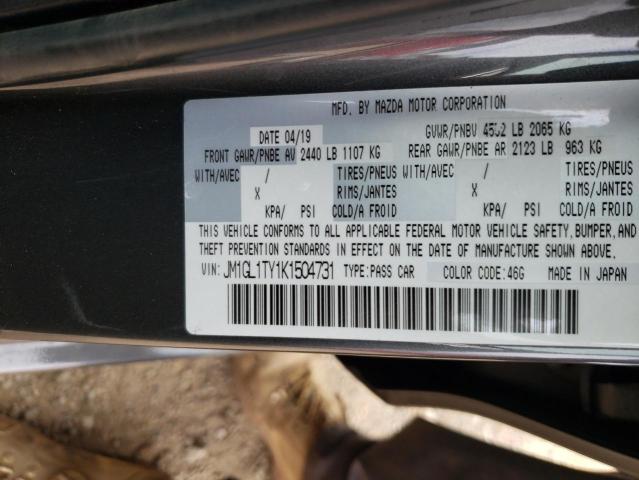 MFD. BY MAZDA MOTOR CORPORATION
DATE 04/19 GVWR/PNBV LB 2065 KG
FRONT GAWR/PNBE AV 2440 LB 1107 KG REAR GAWR/PNBE AR 2123 LB 963 KG
WITH/AVEC / TIRES/PNEUS WITH/AVEC / TIRES/PNEUS
X RIMS/JANTES X RIMS/JANTES
KPA/ PSI COLD/A FROID KPA/ PSI COLD/A FROID
THIS VEHICLE CONFORMS TO ALL APPLICABLE FEDERAL MOTOR VEHICLE SAFETY, BUMPER, AND
THEFT PREVENTION STANDARDS IN EFFECT ON THE DATE OF MANUFACTURE SHOWN ABOVE.
VIN: JM1GL1TY1K1504731 TYPE:PASS CAR COLOR CODE:46G MADE IN JAPAN